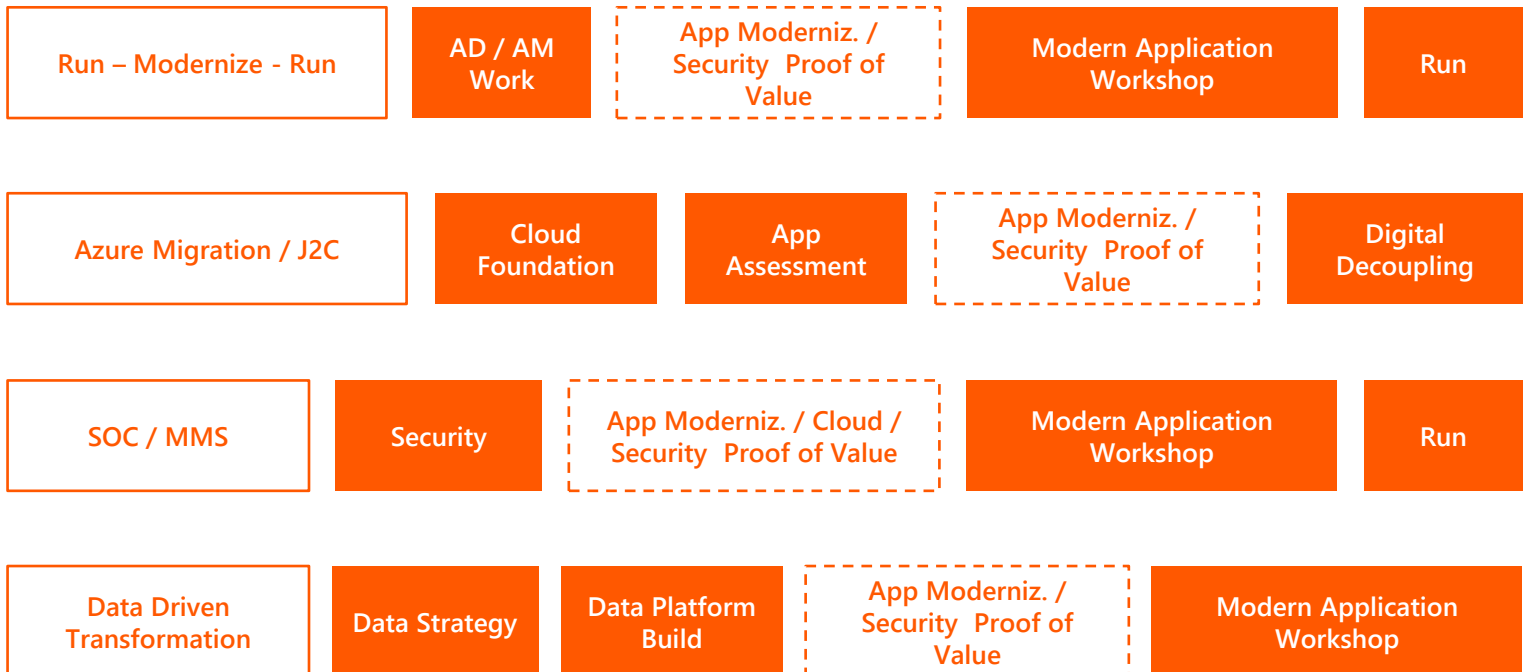 Run – Modernize - Run
AD / AM
Work
App Moderniz. /
Security Proof of
Value
Modern Application
Workshop
Run
Azure Migration / J2C
Cloud
Foundation
App
Assessment
App Moderniz. /
Security Proof of
Value
Digital
Decoupling
SOC / MMS
Security
App Moderniz. / Cloud /
Security Proof of Value
Modern Application
Workshop
Run
Data Driven
Transformation
Data Strategy
Data Platform
Build
App Moderniz. /
Security Proof of
Value
Modern Application
Workshop